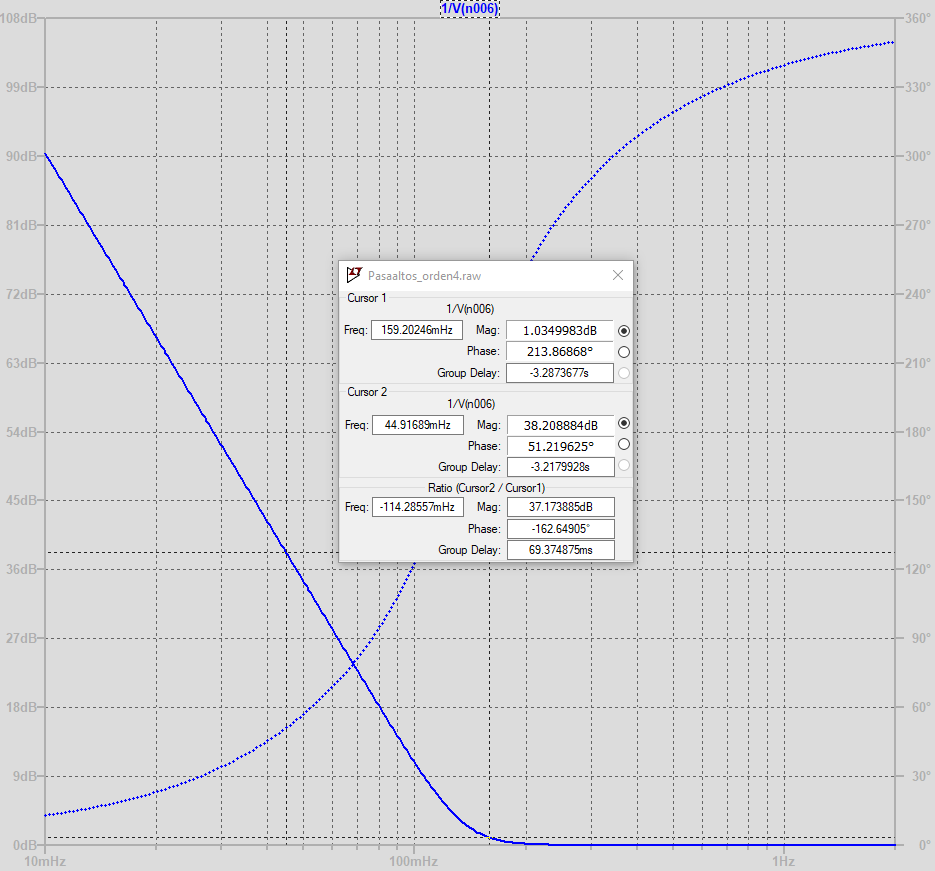 1/V(n006)
108dB
99dB
90dB
81dB
72dB
63dB
54dB
45dB
36dB
27dB
18dB
9dB
0dB
360°
330°
300°
270°
240°
210°
180°
150°
120°
90°
60°
30°
0°
10mHz
100mHz
1Hz
Pasaaltos_orden4.raw
Cursor 1
1/V(n006)
Freq: 159.20246mHz Mag: 1.0349983dB
Phase: 213.86868°
Group Delay: -3.2873677s
Cursor 2
1/V(n006)
Freq: 44.91689mHz Mag: 38.208884dB
Phase: 51.219625°
Group Delay: -3.2179928s
Ratio (Cursor2 / Cursor1)
Freq: -114.28557mHz Mag: 37.173885dB
Phase: -162.64905°
Group Delay: 69.374875ms